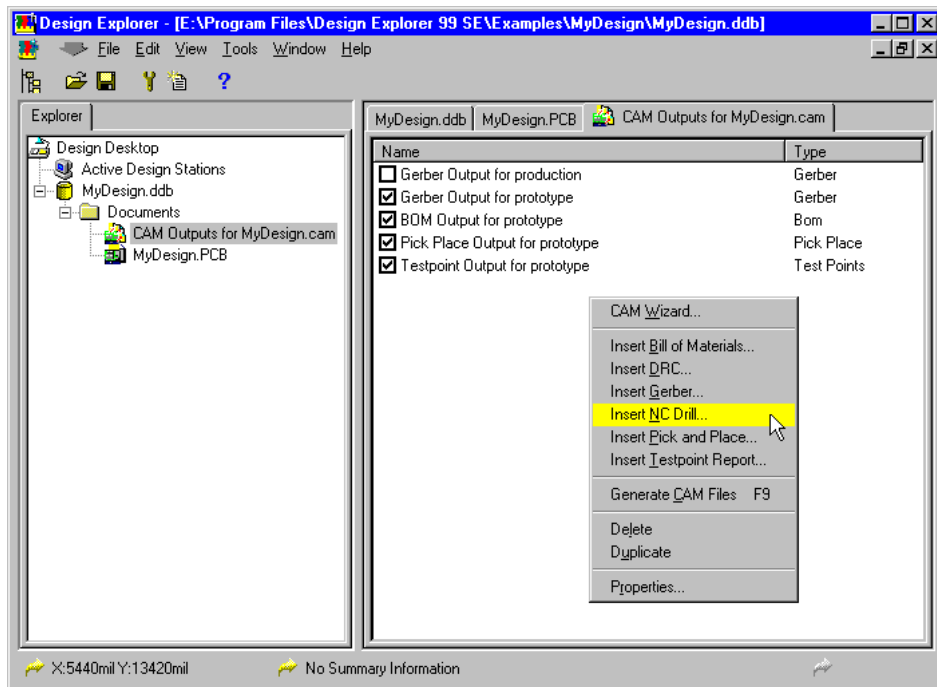 Design Explorer - [E:\Program Files\Design Explorer 99 SE\Examples\MyDesign\MyDesign.ddb]
File Edit View Tools Window Help
?
Explorer
MyDesign.ddb MyDesign.PCB CAM Outputs for MyDesign.cam
Design Desktop
Active Design Stations
MyDesign.ddb
Documents
CAM Outputs for MyDesign.cam
MyDesign.PCB
Name Type
Gerber Output for production Gerber
Gerber Output for prototype Gerber
BOM Output for prototype Bom
Pick Place Output for prototype Pick Place
Testpoint Output for prototype Test Points
CAM Wizard...
Insert Bill of Materials...
Insert DRC...
Insert Gerber...
Insert NC Drill...
Insert Pick and Place...
Insert Testpoint Report...
Generate CAM Files F9
Delete
Duplicate
Properties...
X:5440mil Y:13420mil No Summary Information